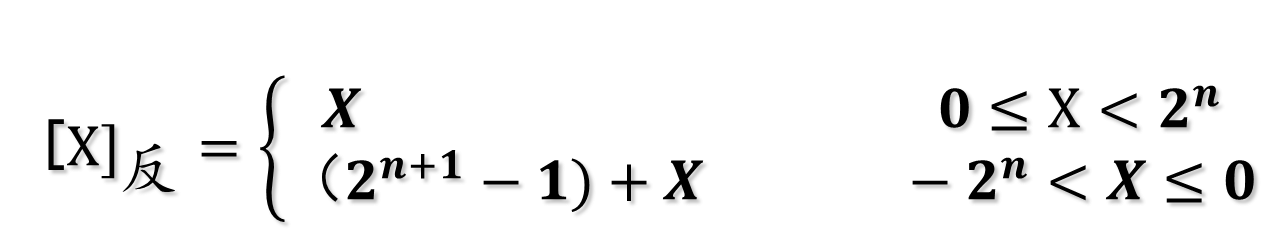 [X]反 = { X 0 ≤ X < 2ⁿ
(2ⁿ⁺¹ − 1) + X − 2ⁿ < X ≤ 0